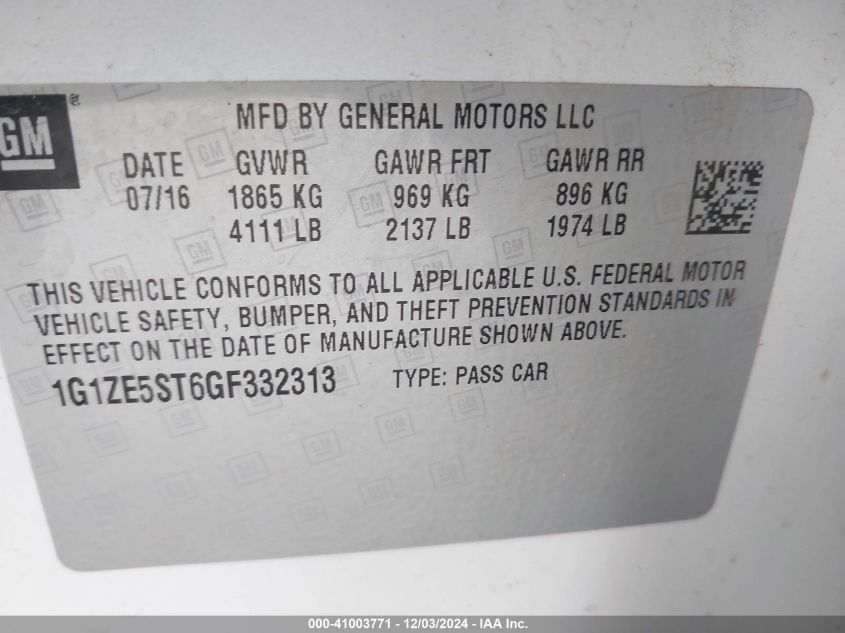 GM ®
MFD BY GENERAL MOTORS LLC
DATE GVWR GAWR FRT GAWR RR
07/16 1865 KG 969 KG 896 KG
4111 LB 2137 LB 1974 LB
THIS VEHICLE CONFORMS TO ALL APPLICABLE U.S. FEDERAL MOTOR
VEHICLE SAFETY, BUMPER, AND THEFT PREVENTION STANDARDS IN
EFFECT ON THE DATE OF MANUFACTURE SHOWN ABOVE.
1G1ZE5ST6GF332313 TYPE: PASS CAR
000-41003771 - 12/03/2024 - IAA Inc.